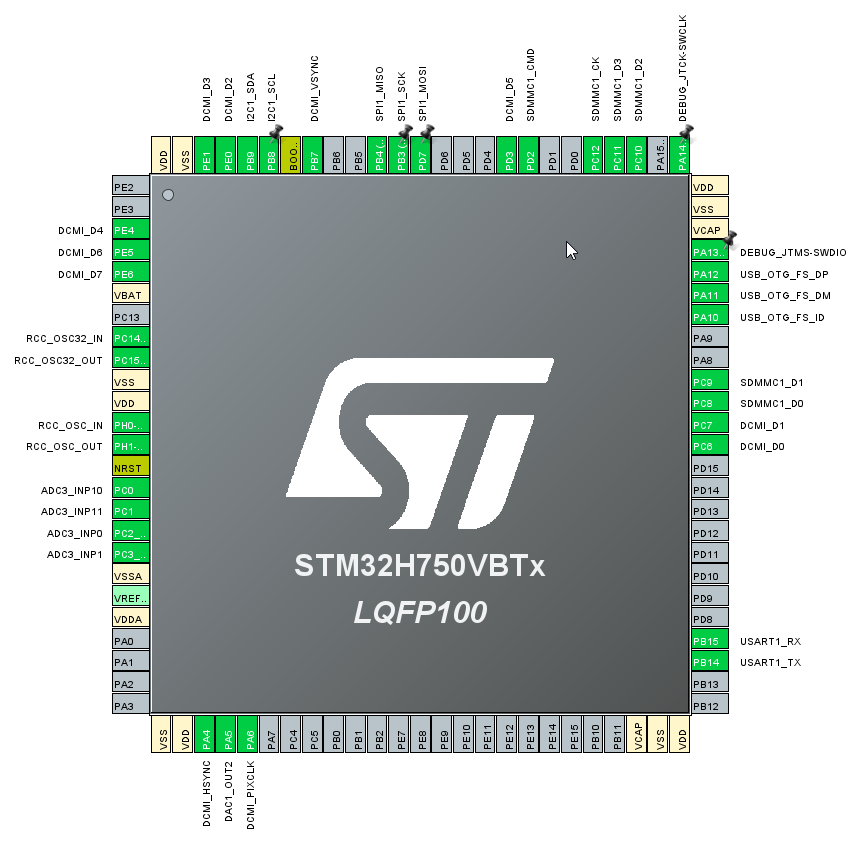 DCMI_D3
DCMI_D2
I2C1_SDA
I2C1_SCL
DCMI_VSYNC
SPI1_MISO
SPI1_SCK
SPI1_MOSI
DCMI_D5
SDMMC1_CMD
SDMMC1_CK
SDMMC1_D3
SDMMC1_D2
DEBUG_JTCK-SWCLK
VDD
VSS
PE1
PE0
PB9
PB8
BOO..
PB7
PB6
PB5
PB4 (..
PB3 (..
PD7
PD6
PD5
PD4
PD3
PD2
PD1
PD0
PC12
PC11
PC10
PA15..
PA14..
PE2
PE3
DCMI_D4 PE4
DCMI_D6 PE5
DCMI_D7 PE6
VBAT
PC13
RCC_OSC32_IN PC14..
RCC_OSC32_OUT PC15..
VSS
VDD
RCC_OSC_IN PH0-..
RCC_OSC_OUT PH1-..
NRST
ADC3_INP10 PC0
ADC3_INP11 PC1
ADC3_INP0 PC2_..
ADC3_INP1 PC3_..
VSSA
VREF..
VDDA
PA0
PA1
PA2
PA3
ST
STM32H750VBTx
LQFP100
VDD
VSS
VCAP
PA13.. DEBUG_JTMS-SWDIO
PA12 USB_OTG_FS_DP
PA11 USB_OTG_FS_DM
PA10 USB_OTG_FS_ID
PA9
PA8
PC9 SDMMC1_D1
PC8 SDMMC1_D0
PC7 DCMI_D1
PC6 DCMI_D0
PD15
PD14
PD13
PD12
PD11
PD10
PD9
PD8
PB15 USART1_RX
PB14 USART1_TX
PB13
PB12
VSS
VDD
PA4
PA5
PA6
PA7
PC4
PC5
PB0
PB1
PB2
PE7
PE8
PE9
PE10
PE11
PE12
PE13
PE14
PE15
PB10
PB11
VCAP
VSS
VDD
DCMI_HSYNC
DAC1_OUT2
DCMI_PIXCLK